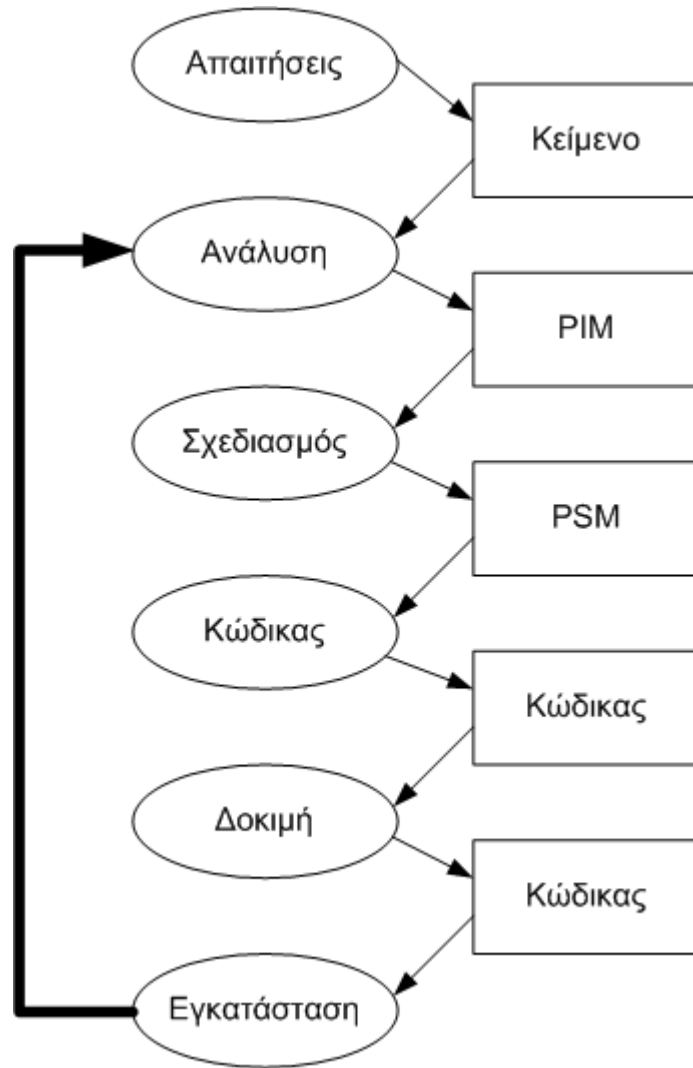 Απαιτήσεις
Κείμενο
Ανάλυση
PIM
Σχεδιασμός
PSM
Κώδικας
Κώδικας
Δοκιμή
Κώδικας
Εγκατάσταση